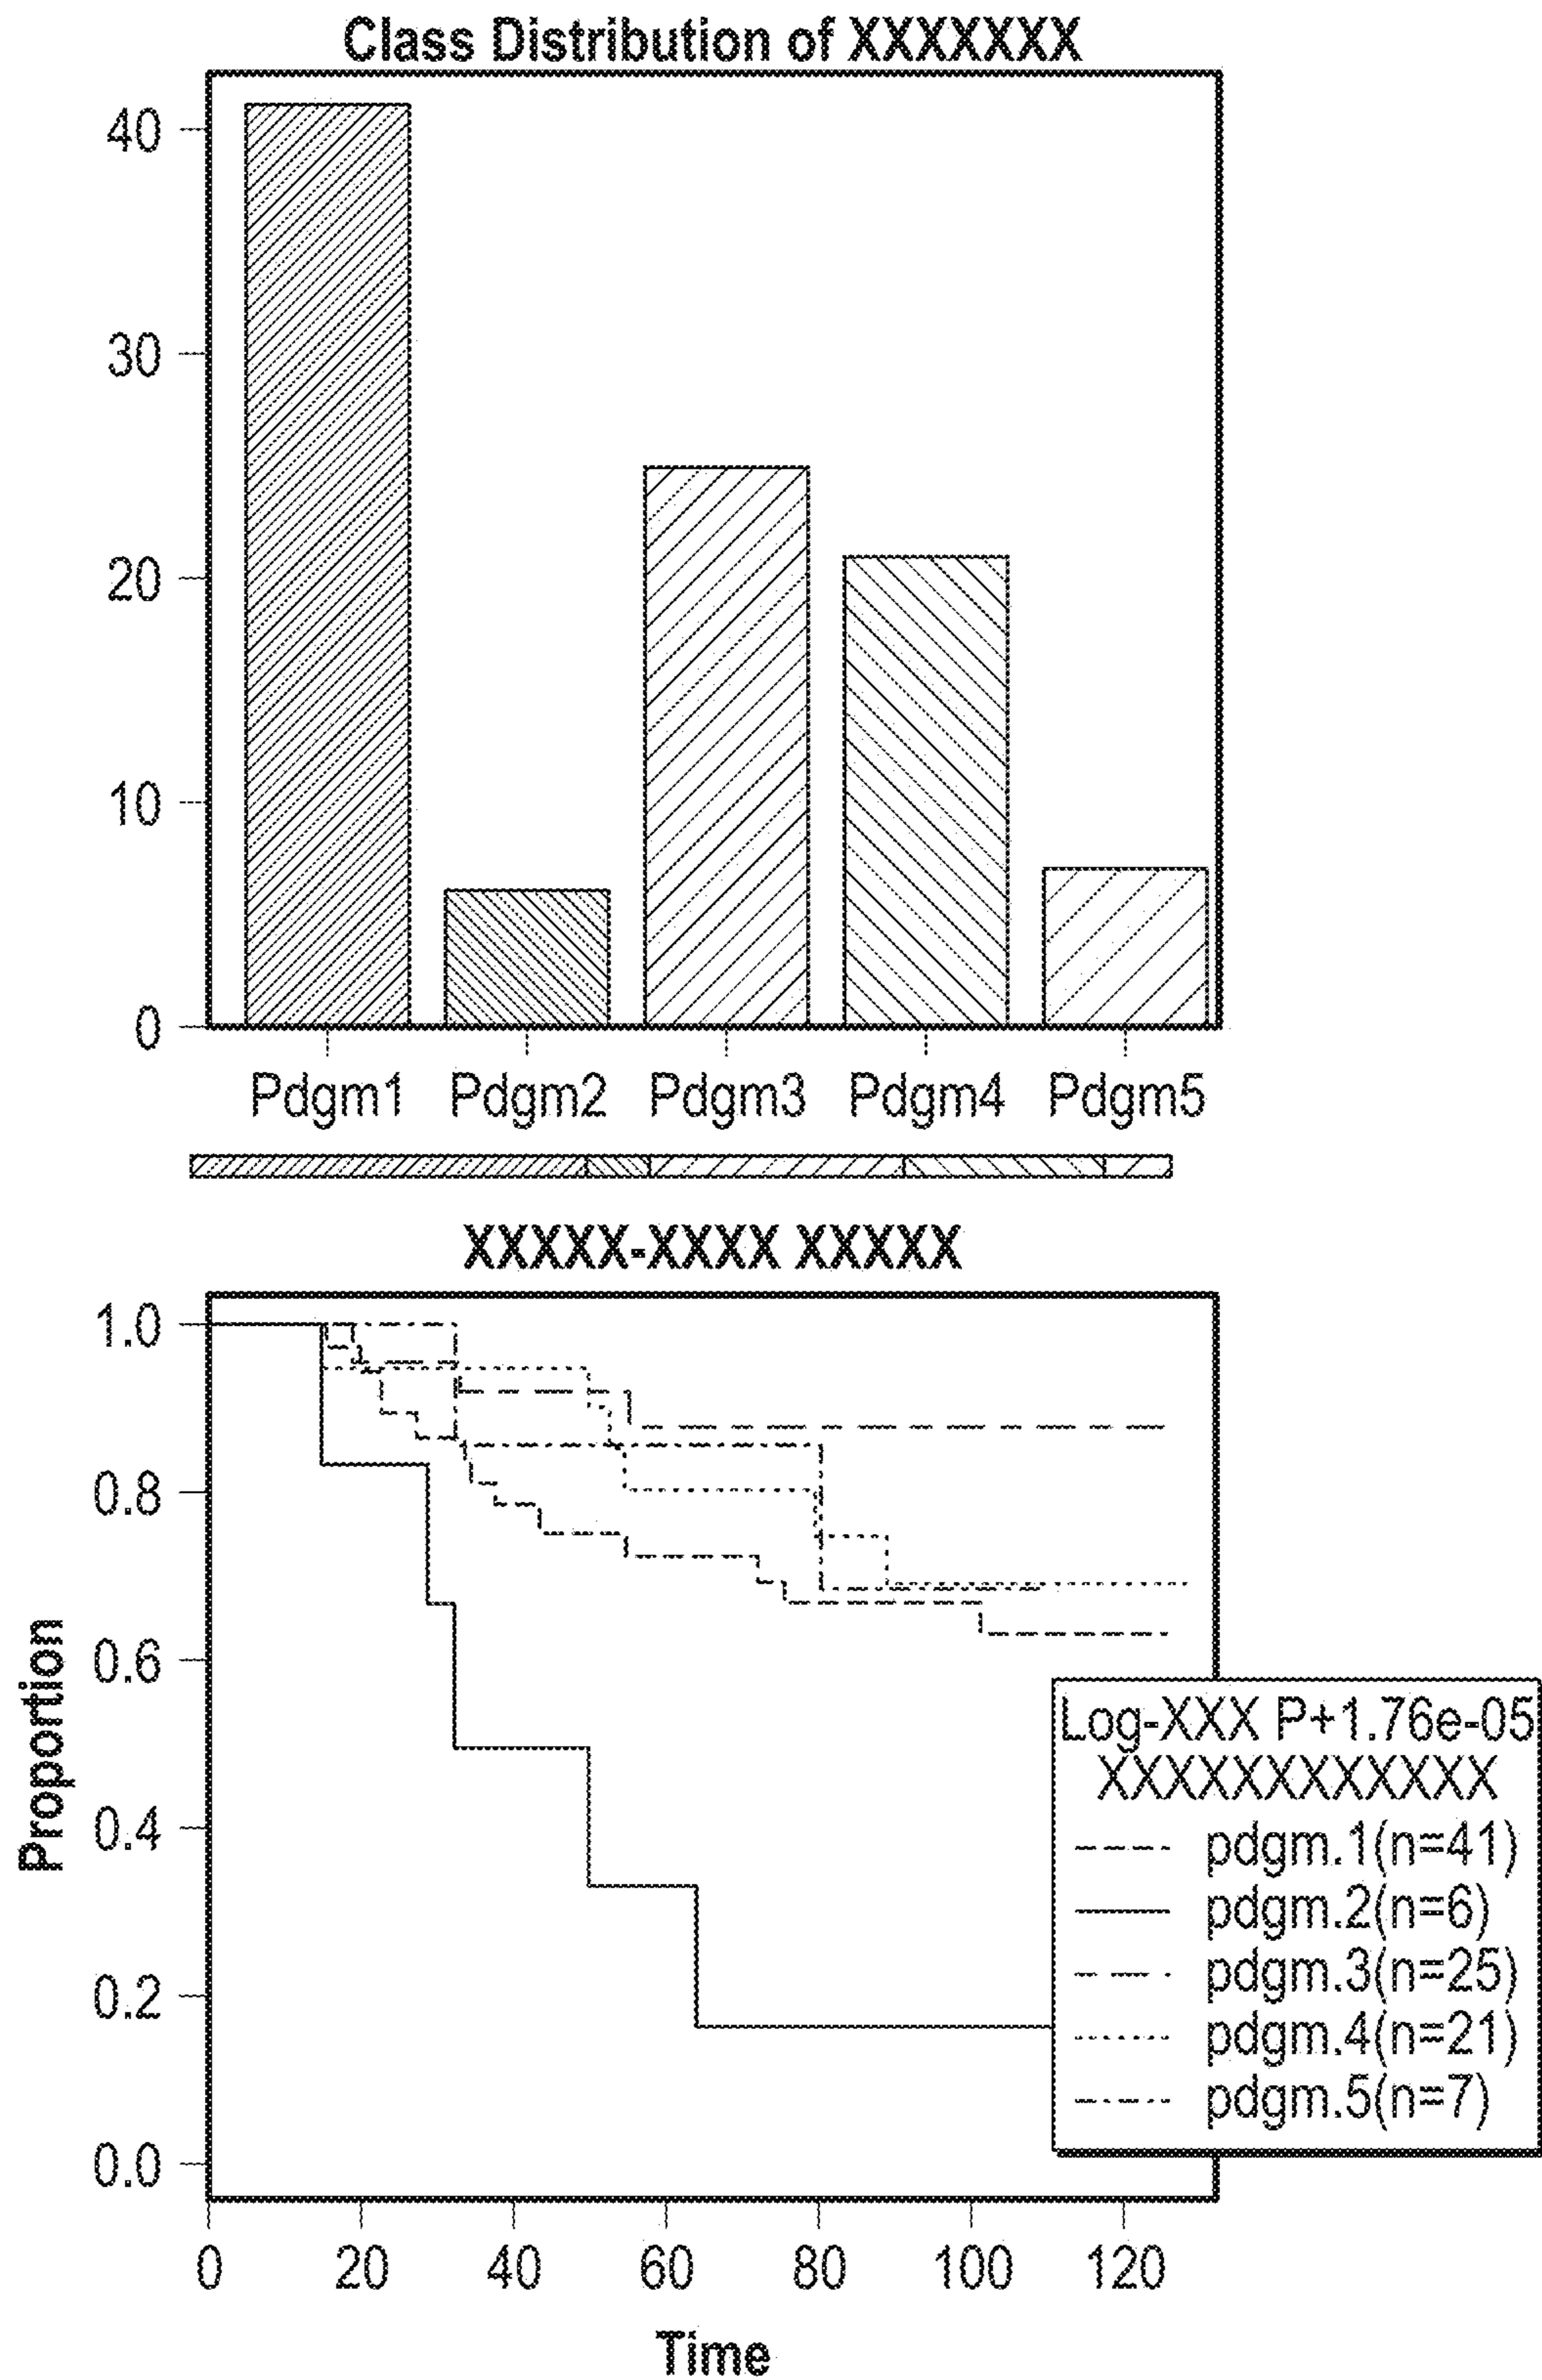 Class Distribution of XXXXXXX
40
30
20
10
0
Pdgm1 Pdgm2 Pdgm3 Pdgm4 Pdgm5
XXXXX-XXXX XXXXX
1.0
0.8
0.6
0.4
0.2
0.0
Proportion
Log-XXX P+1.76e-05
XXXXXXXXXXXX
pdgm.1(n=41)
pdgm.2(n=6)
pdgm.3(n=25)
pdgm.4(n=21)
pdgm.5(n=7)
0 20 40 60 80 100 120
Time